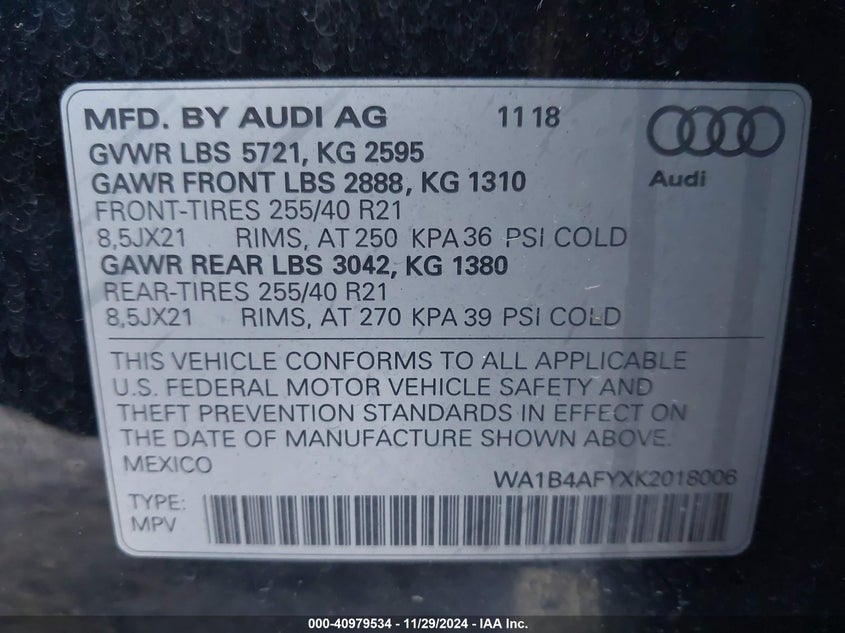 MFD. BY AUDI AG 11 18
GVWR LBS 5721, KG 2595
GAWR FRONT LBS 2888, KG 1310
Audi
FRONT-TIRES 255/40 R21
8,5JX21 RIMS, AT 250 KPA 36 PSI COLD
GAWR REAR LBS 3042, KG 1380
REAR-TIRES 255/40 R21
8,5JX21 RIMS, AT 270 KPA 39 PSI COLD
THIS VEHICLE CONFORMS TO ALL APPLICABLE
U.S. FEDERAL MOTOR VEHICLE SAFETY AND
THEFT PREVENTION STANDARDS IN EFFECT ON
THE DATE OF MANUFACTURE SHOWN ABOVE.
MEXICO
WA1B4AFYXK2018006
TYPE:
MPV
000-40979534 - 11/29/2024 - IAA Inc.